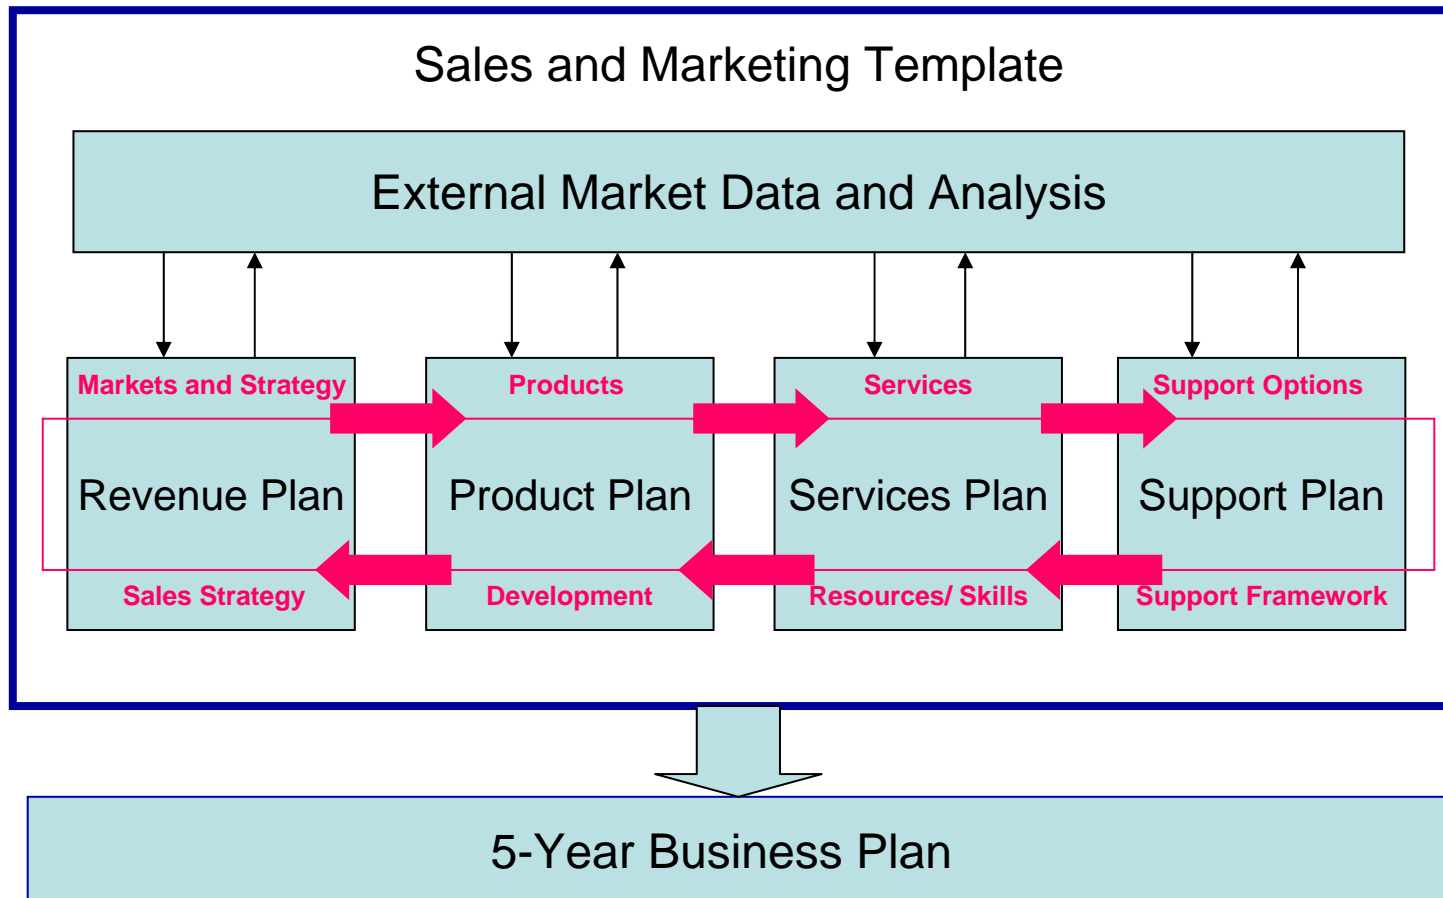 Sales and Marketing Template
External Market Data and Analysis
Markets and Strategy
Products
Services
Support Options
Revenue Plan
Product Plan
Services Plan
Support Plan
Sales Strategy
Development
Resources/ Skills
Support Framework
5-Year Business Plan